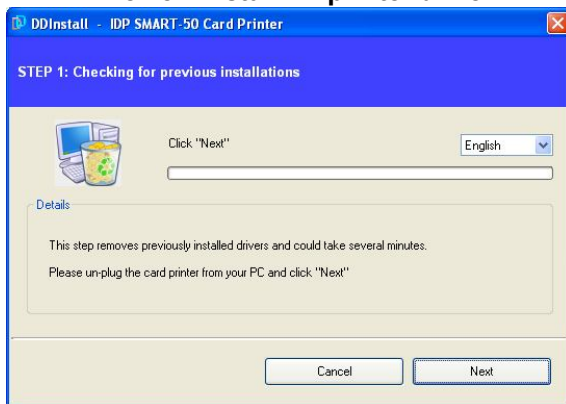 DDInstall - IDP SMART-50 Card Printer
STEP 1: Checking for previous installations
Click "Next"
English
Details
This step removes previously installed drivers and could take several minutes.
Please un-plug the card printer from your PC and click "Next"
Cancel
Next